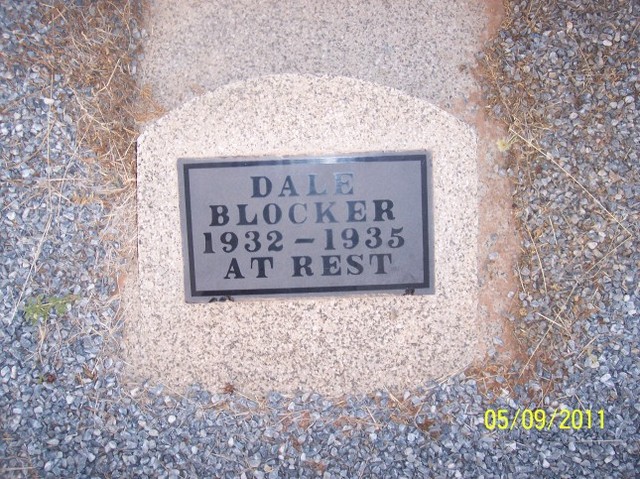 DALE
BLOCKER
1932 – 1935
AT REST
05/09/2011